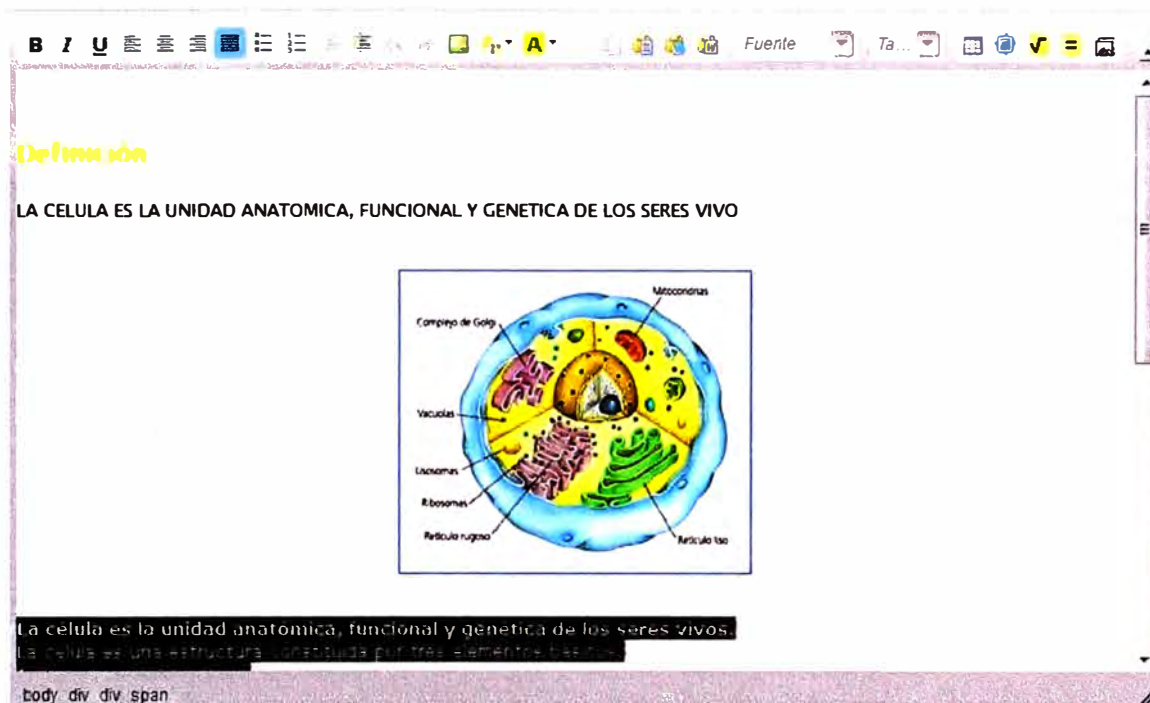 B I U Fuente Ta...
Definición
LA CELULA ES LA UNIDAD ANATOMICA, FUNCIONAL Y GENETICA DE LOS SERES VIVO
Mitocondrias
Complejo de Golgi
Vacuolas
Lisosomas
Ribosomas
Retículo rugoso
Retículo liso
La célula es la unidad anatómica, funcional y genetica de los seres vivos.
La celula es una estructura constituida por tres elementos básicos
body div div span